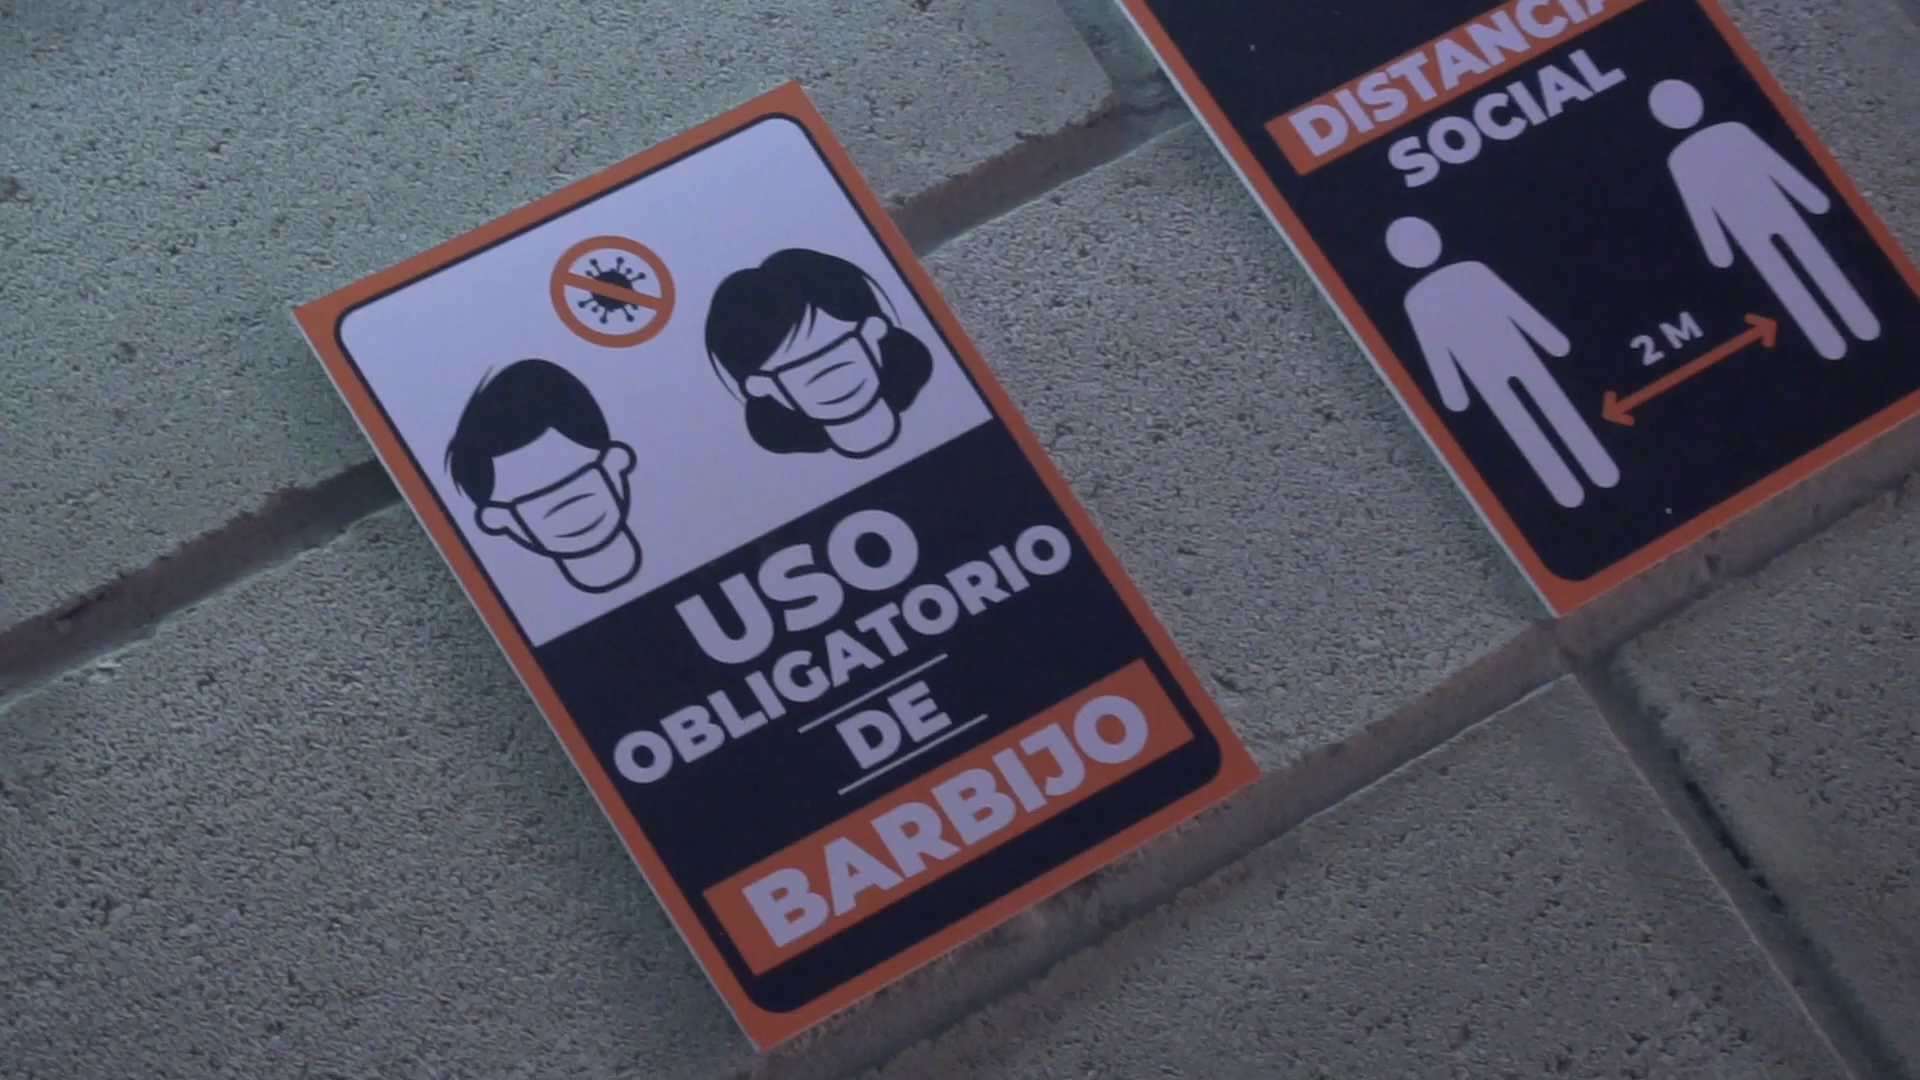 USO
OBLIGATORIO
DE
BARBIJO
DISTANCIA
SOCIAL
2 M